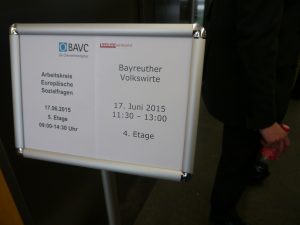 BAVC
Arbeitskreis
Europäische
Sozialfragen
17.06.2015
5. Etage
09:00-14:30 Uhr
Bayreuther
Volkswirte
17. Juni 2015
11:30 – 13:00
4. Etage